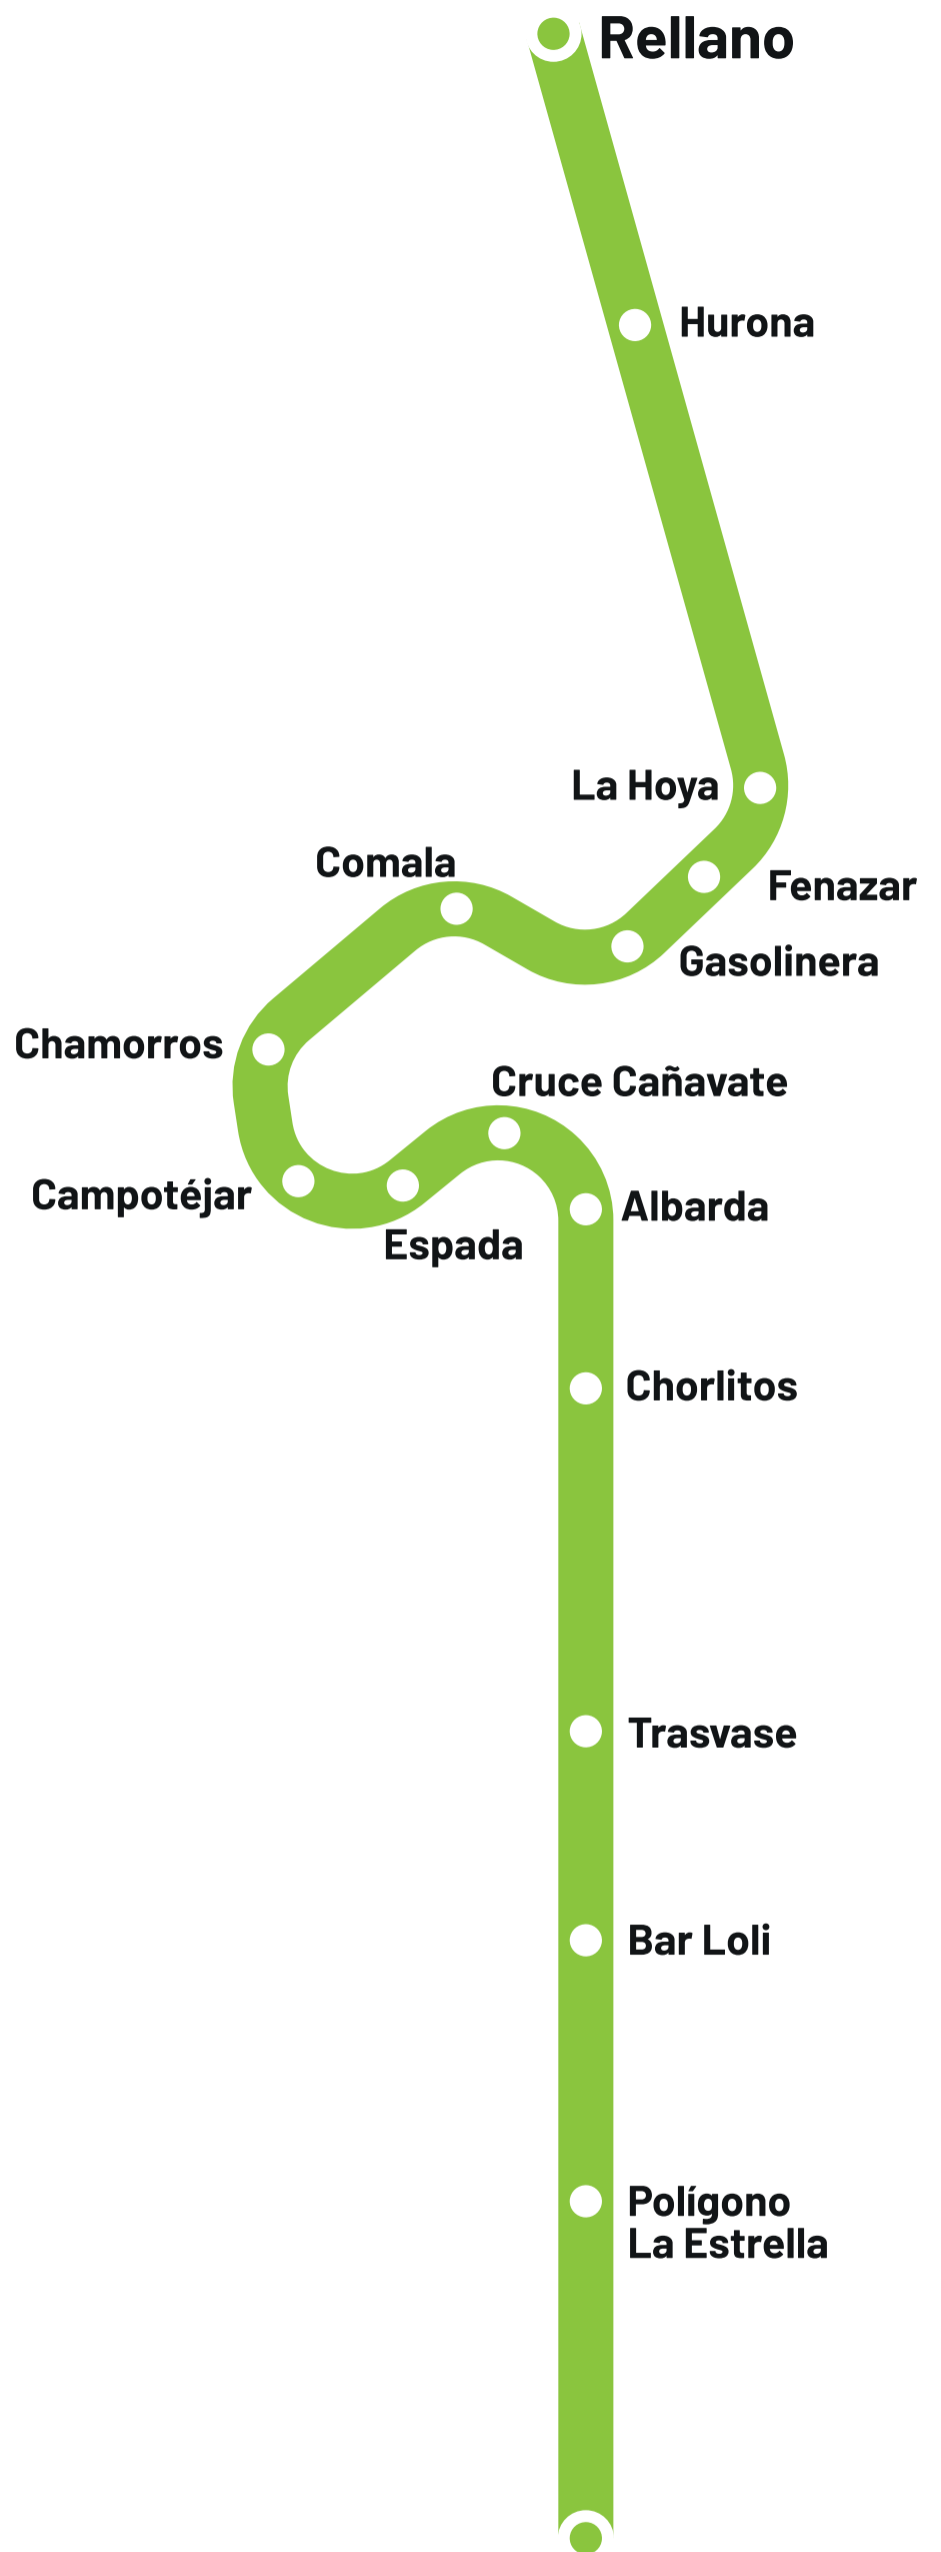 Rellano
Hurona
La Hoya
Comala
Fenazar
Gasolinera
Chamorros
Cruce Cañavate
Campotéjar
Albarda
Espada
Chorlitos
Trasvase
Bar Loli
Polígono
La Estrella